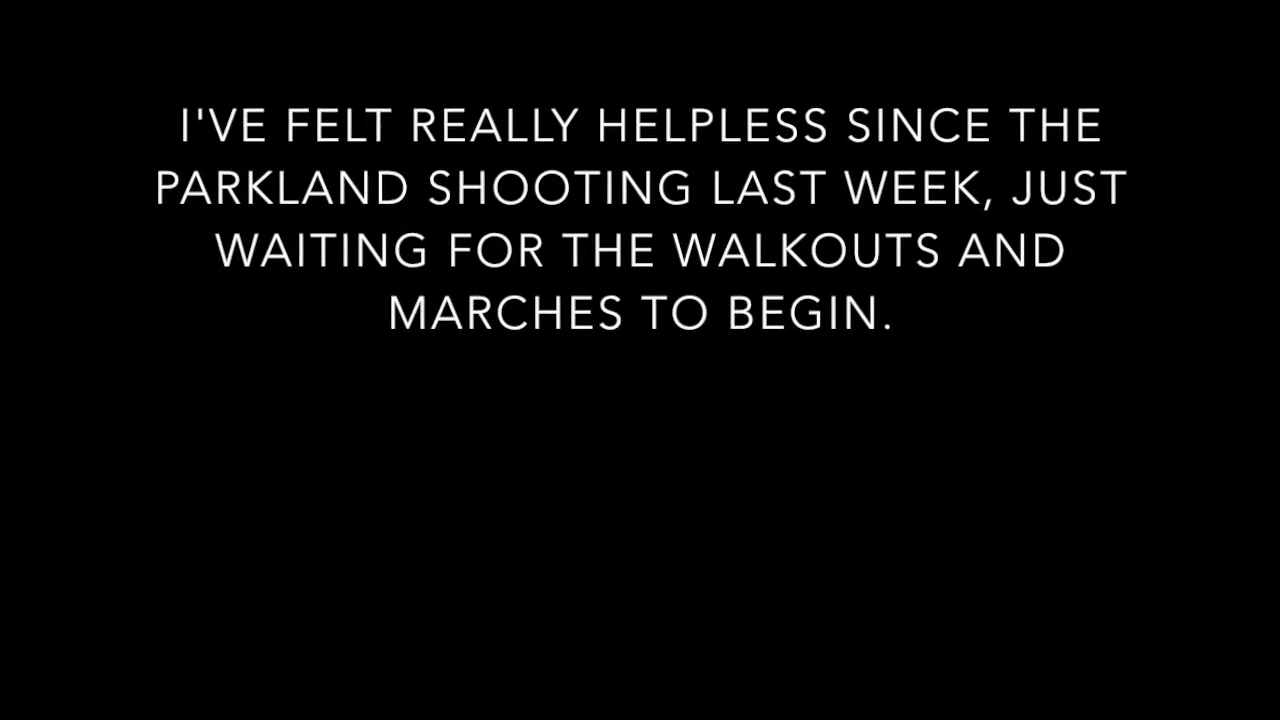 I'VE FELT REALLY HELPLESS SINCE THE
PARKLAND SHOOTING LAST WEEK, JUST
WAITING FOR THE WALKOUTS AND
MARCHES TO BEGIN.